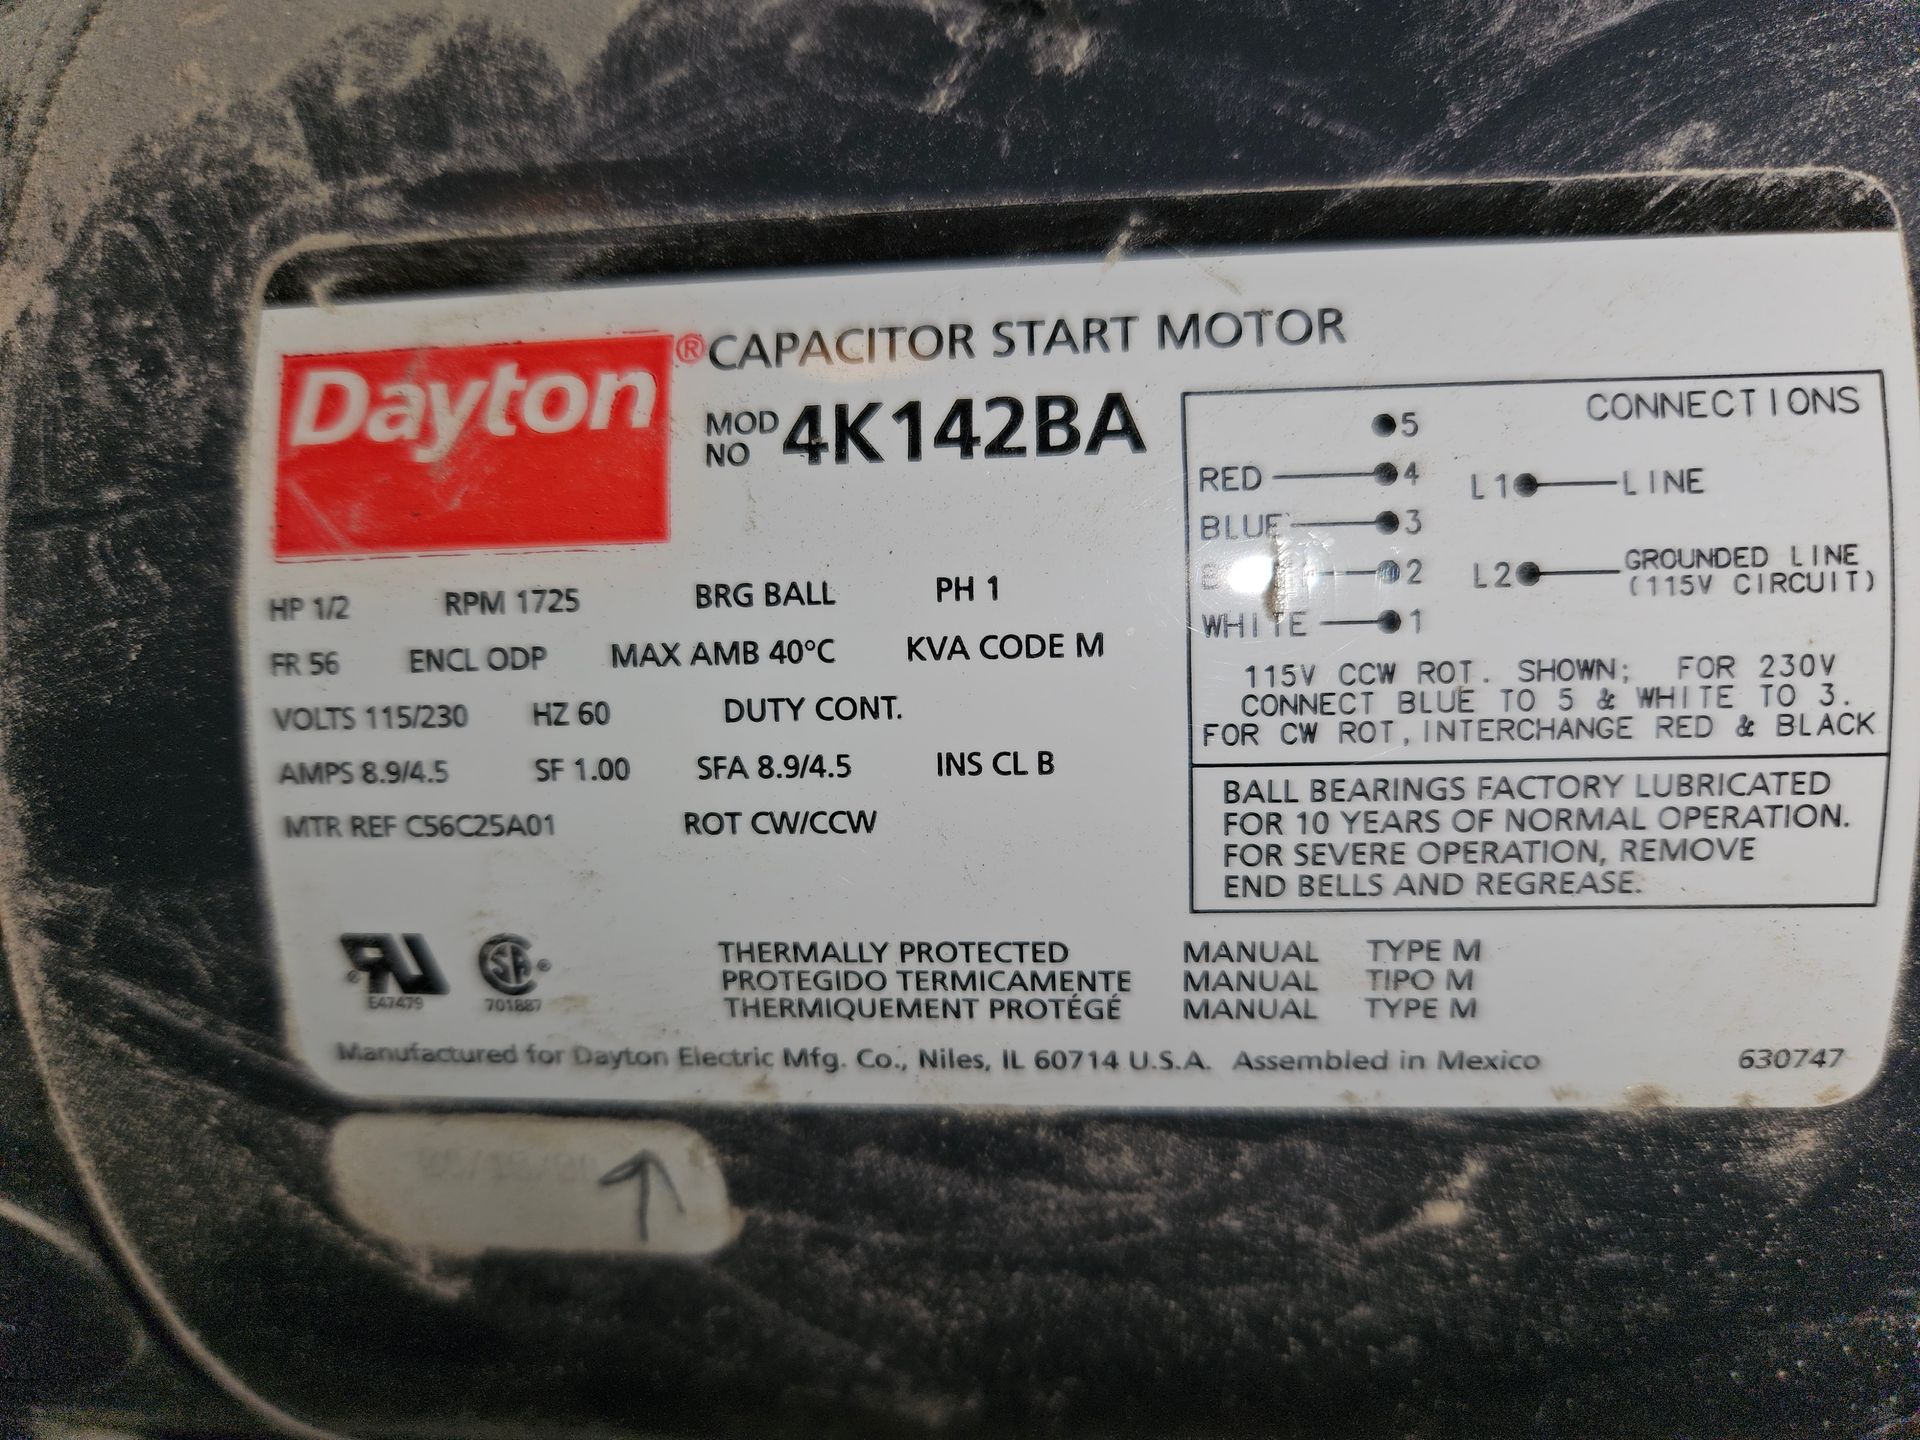 Dayton® CAPACITOR START MOTOR
MOD NO 4K142BA
HP 1/2 RPM 1725 BRG BALL PH 1
FR 56 ENCL ODP MAX AMB 40°C KVA CODE M
VOLTS 115/230 HZ 60 DUTY CONT.
AMPS 8.9/4.5 SF 1.00 SFA 8.9/4.5 INS CL B
MTR REF C56C25A01 ROT CW/CCW
CONNECTIONS
5
RED 4 L1 LINE
BLUE 3
2 L2 GROUNDED LINE
(115V CIRCUIT)
WHITE 1
115V CCW ROT. SHOWN; FOR 230V
CONNECT BLUE TO 5 & WHITE TO 3.
FOR CW ROT, INTERCHANGE RED & BLACK
BALL BEARINGS FACTORY LUBRICATED
FOR 10 YEARS OF NORMAL OPERATION.
FOR SEVERE OPERATION, REMOVE
END BELLS AND REGREASE.
RU ® SA ®
E47479 701887
THERMALLY PROTECTED MANUAL TYPE M
PROTEGIDO TERMICAMENTE MANUAL TIPO M
THERMIQUEMENT PROTÉGÉ MANUAL TYPE M
Manufactured for Dayton Electric Mfg. Co., Niles, IL 60714 U.S.A. Assembled in Mexico 630747